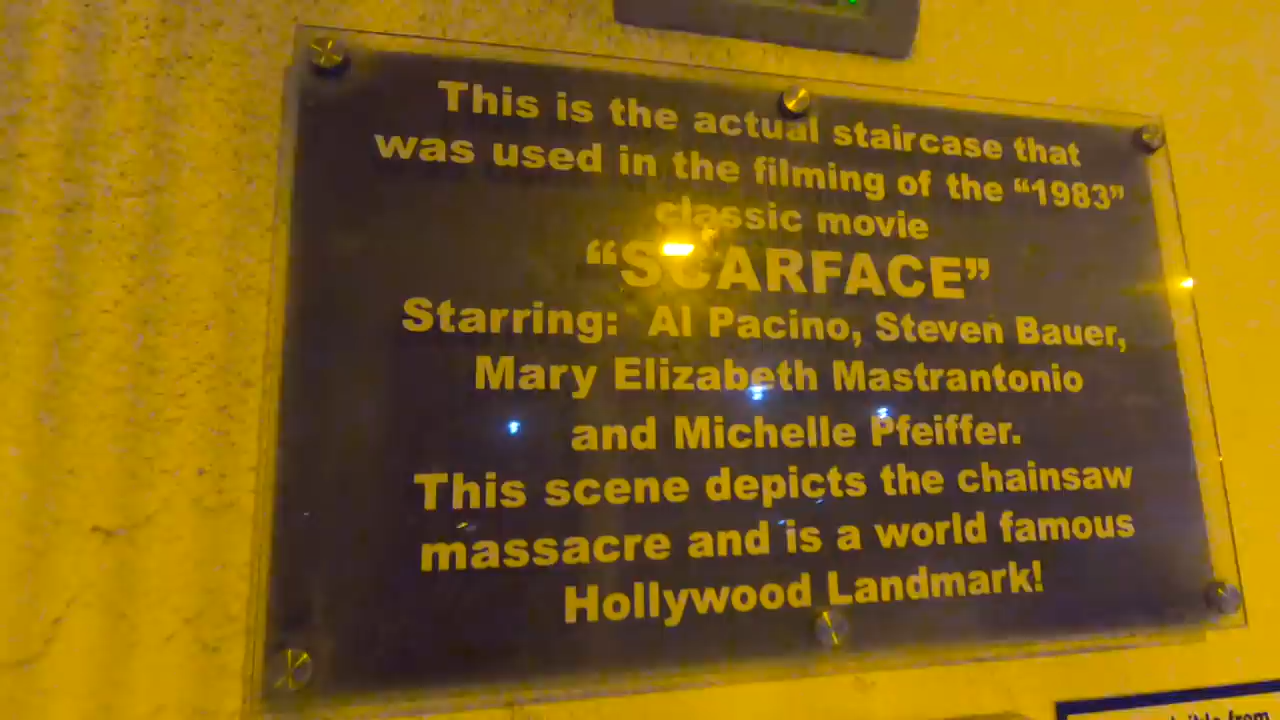 This is the actual staircase that
was used in the filming of the “1983”
classic movie
“SCARFACE”
Starring: Al Pacino, Steven Bauer,
Mary Elizabeth Mastrantonio
and Michelle Pfeiffer.
This scene depicts the chainsaw
massacre and is a world famous
Hollywood Landmark!
from